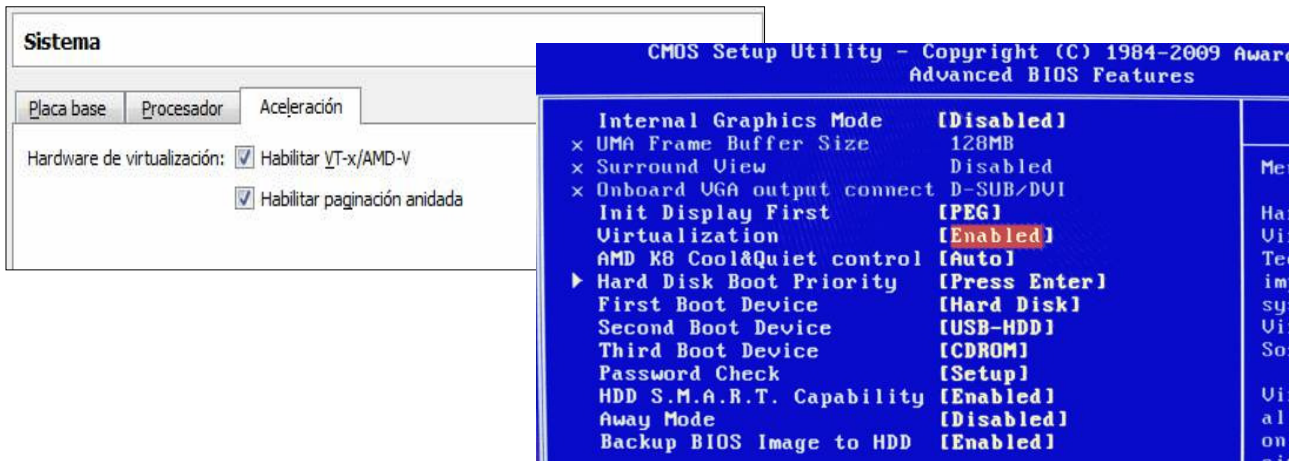 Sistema
Placa base Procesador Aceleración
Hardware de virtualización: Habilitar VT-x/AMD-V
Habilitar paginación anidada
CMOS Setup Utility - Copyright (C) 1984-2009
Advanced BIOS Features
Internal Graphics Mode [Disabled]
x UMA Frame Buffer Size 128MB
x Surround View Disabled
x Onboard VGA output connect D-SUB/DVI
Init Display First [PEG]
Virtualization [Enabled]
AMD K8 Cool&Quiet control [Auto]
Hard Disk Boot Priority [Press Enter]
First Boot Device [Hard Disk]
Second Boot Device [USB-HDD]
Third Boot Device [CDROM]
Password Check [Setup]
HDD S.M.A.R.T. Capability [Enabled]
Away Mode [Disabled]
Backup BIOS Image to HDD [Enabled]